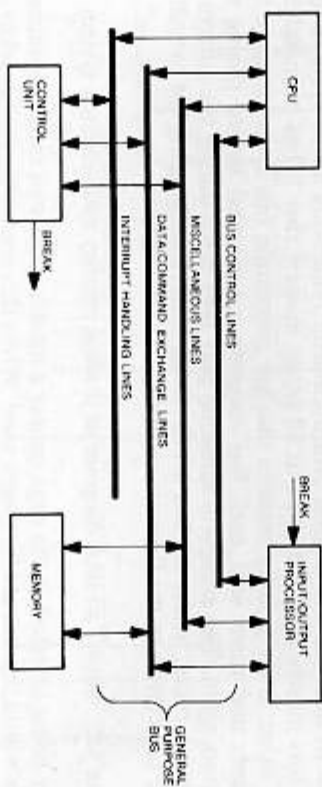 CPU
BREAK
INPUT/OUTPUT
PROCESSOR
BUS CONTROL LINES
MISCELLANEOUS LINES
DATA/COMMAND EXCHANGE LINES
INTERRUPT HANDLING LINES
GENERAL
PURPOSE
BUS
CONTROL
UNIT
BREAK
MEMORY